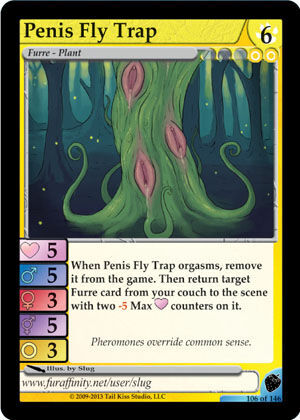 Penis Fly Trap
6
Furre - Plant
5
5
3
5
3
When Penis Fly Trap orgasms, remove
it from the game. Then return target
Furre card from your couch to the scene
with two -5 Max counters on it.
Pheromones override common sense.
Illus. by Slug
www.furaffinity.net/user/slug
© 2009-2013 Tail Kiss Studio, LLC
106 of 146